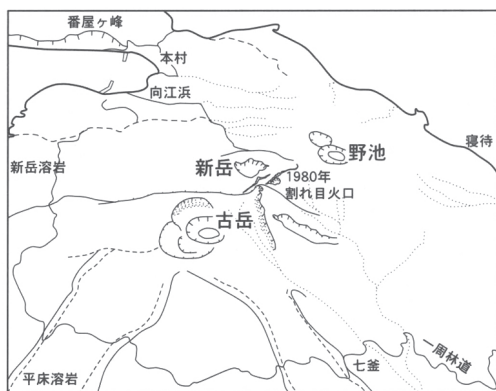 番屋ヶ峰
本村
向江浜
寝待
野池
新岳
新岳溶岩
1980年
割れ目火口
古岳
一周林道
七釜
平床溶岩